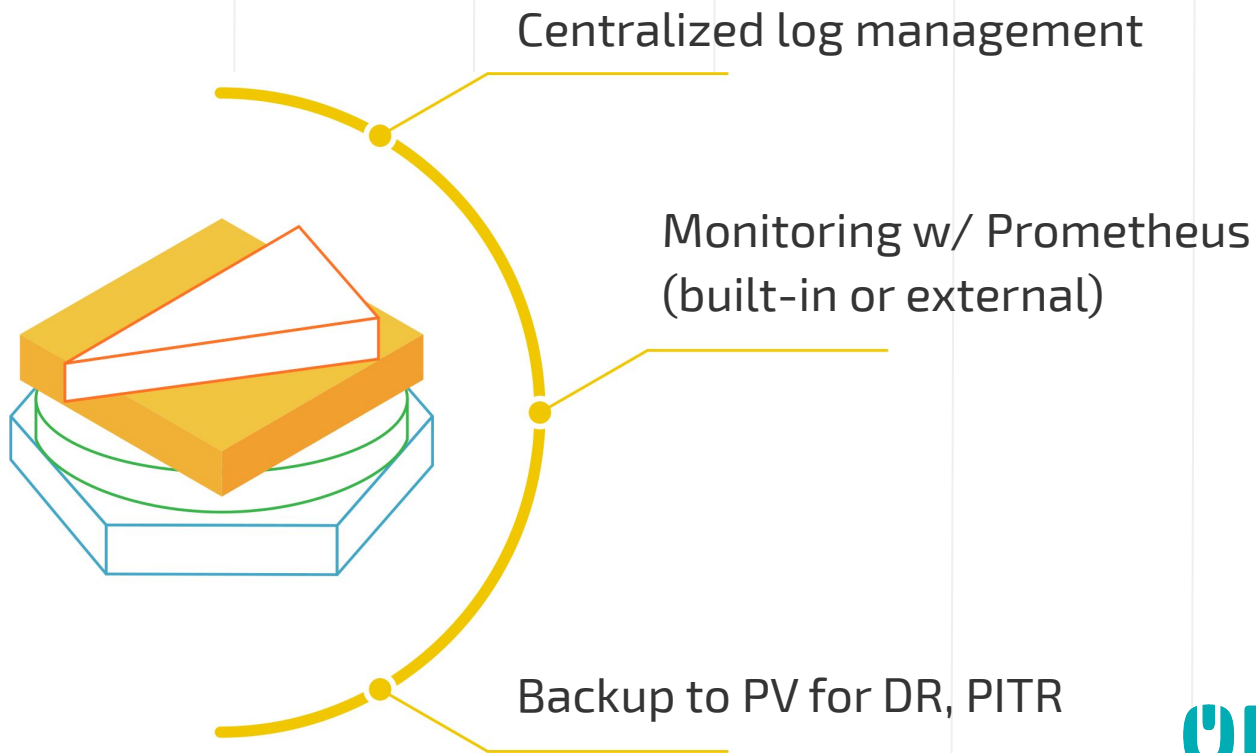 Centralized log management
Monitoring w/ Prometheus
(built-in or external)
Backup to PV for DR, PITR